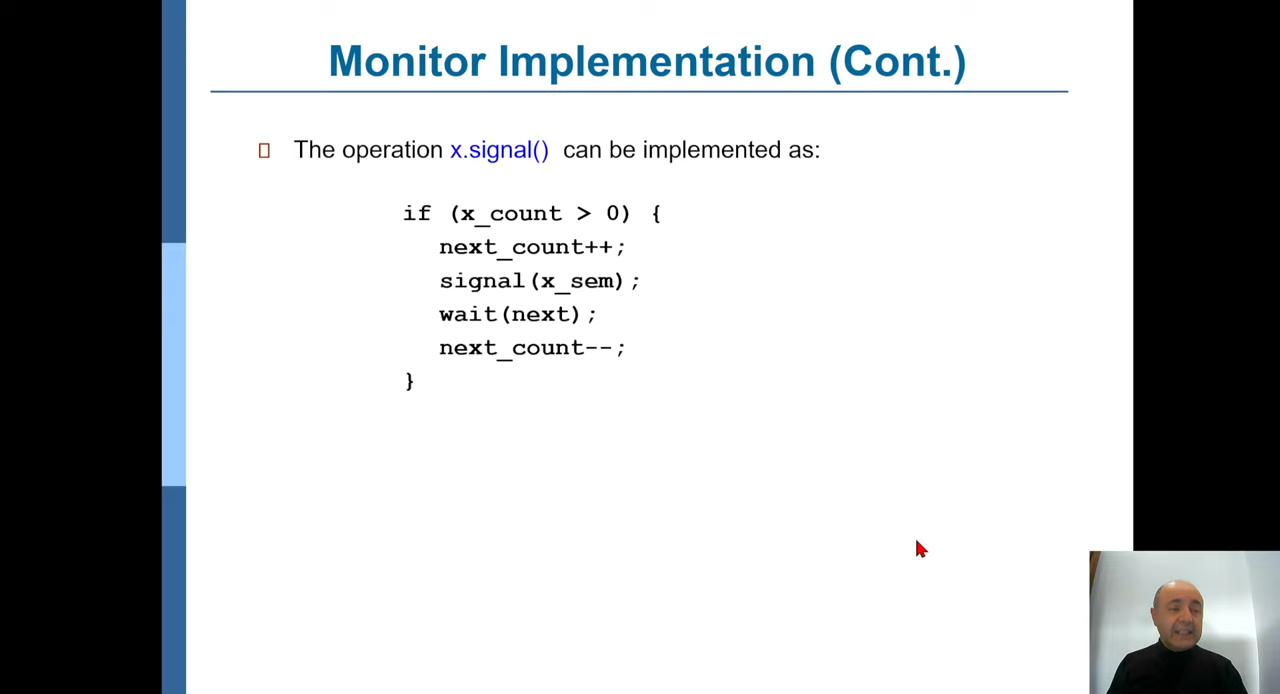 Monitor Implementation (Cont.)
The operation x.signal() can be implemented as:
if (x_count > 0) {
next_count++;
signal(x_sem);
wait(next);
next_count--;
}